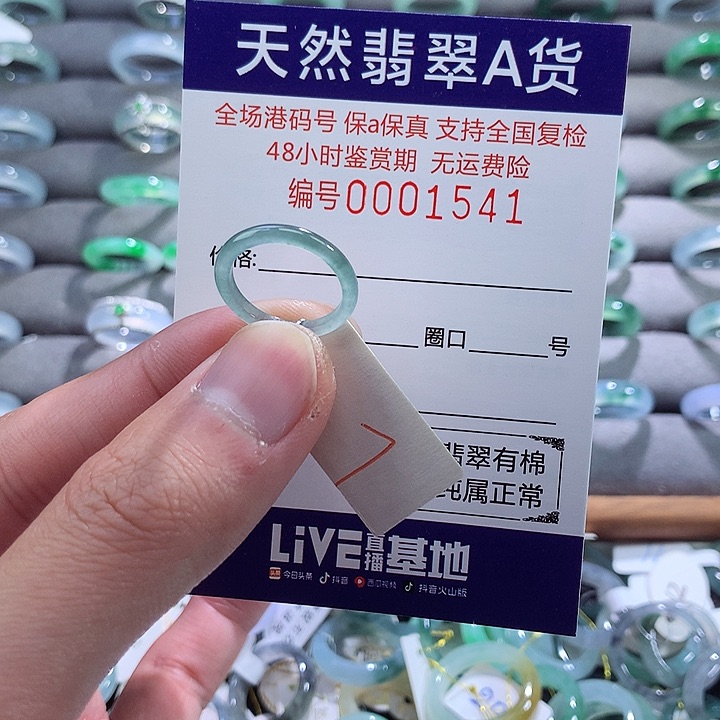 天然翡翠A货
全场港码号 保a保真 支持全国复检
48小时鉴赏期 无运费险
编号0001541
价格:
圈口 号
翡翠有棉
纯属正常
7
LiVE直播基地
今日头条 抖音 西瓜视频 抖音火山版